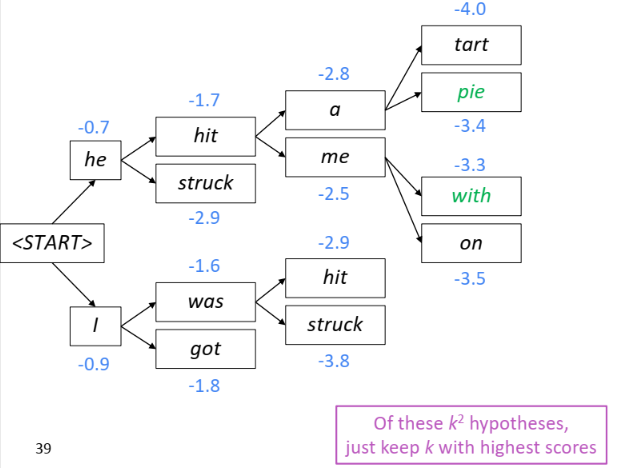 -4.0
tart
-2.8
-1.7
a
pie
-0.7
hit
-3.4
he
me
-3.3
struck
with
-2.5
-2.9
<START>
-2.9
on
-1.6
hit
-3.5
was
I
struck
got
-0.9
-3.8
-1.8
Of these k² hypotheses,
just keep k with highest scores
39